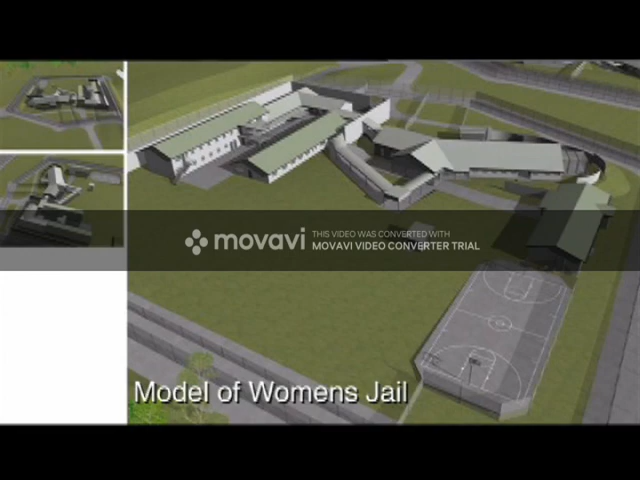 movavi
THIS VIDEO WAS CONVERTED WITH
MOVAVI VIDEO CONVERTER TRIAL
Model of Womens Jail